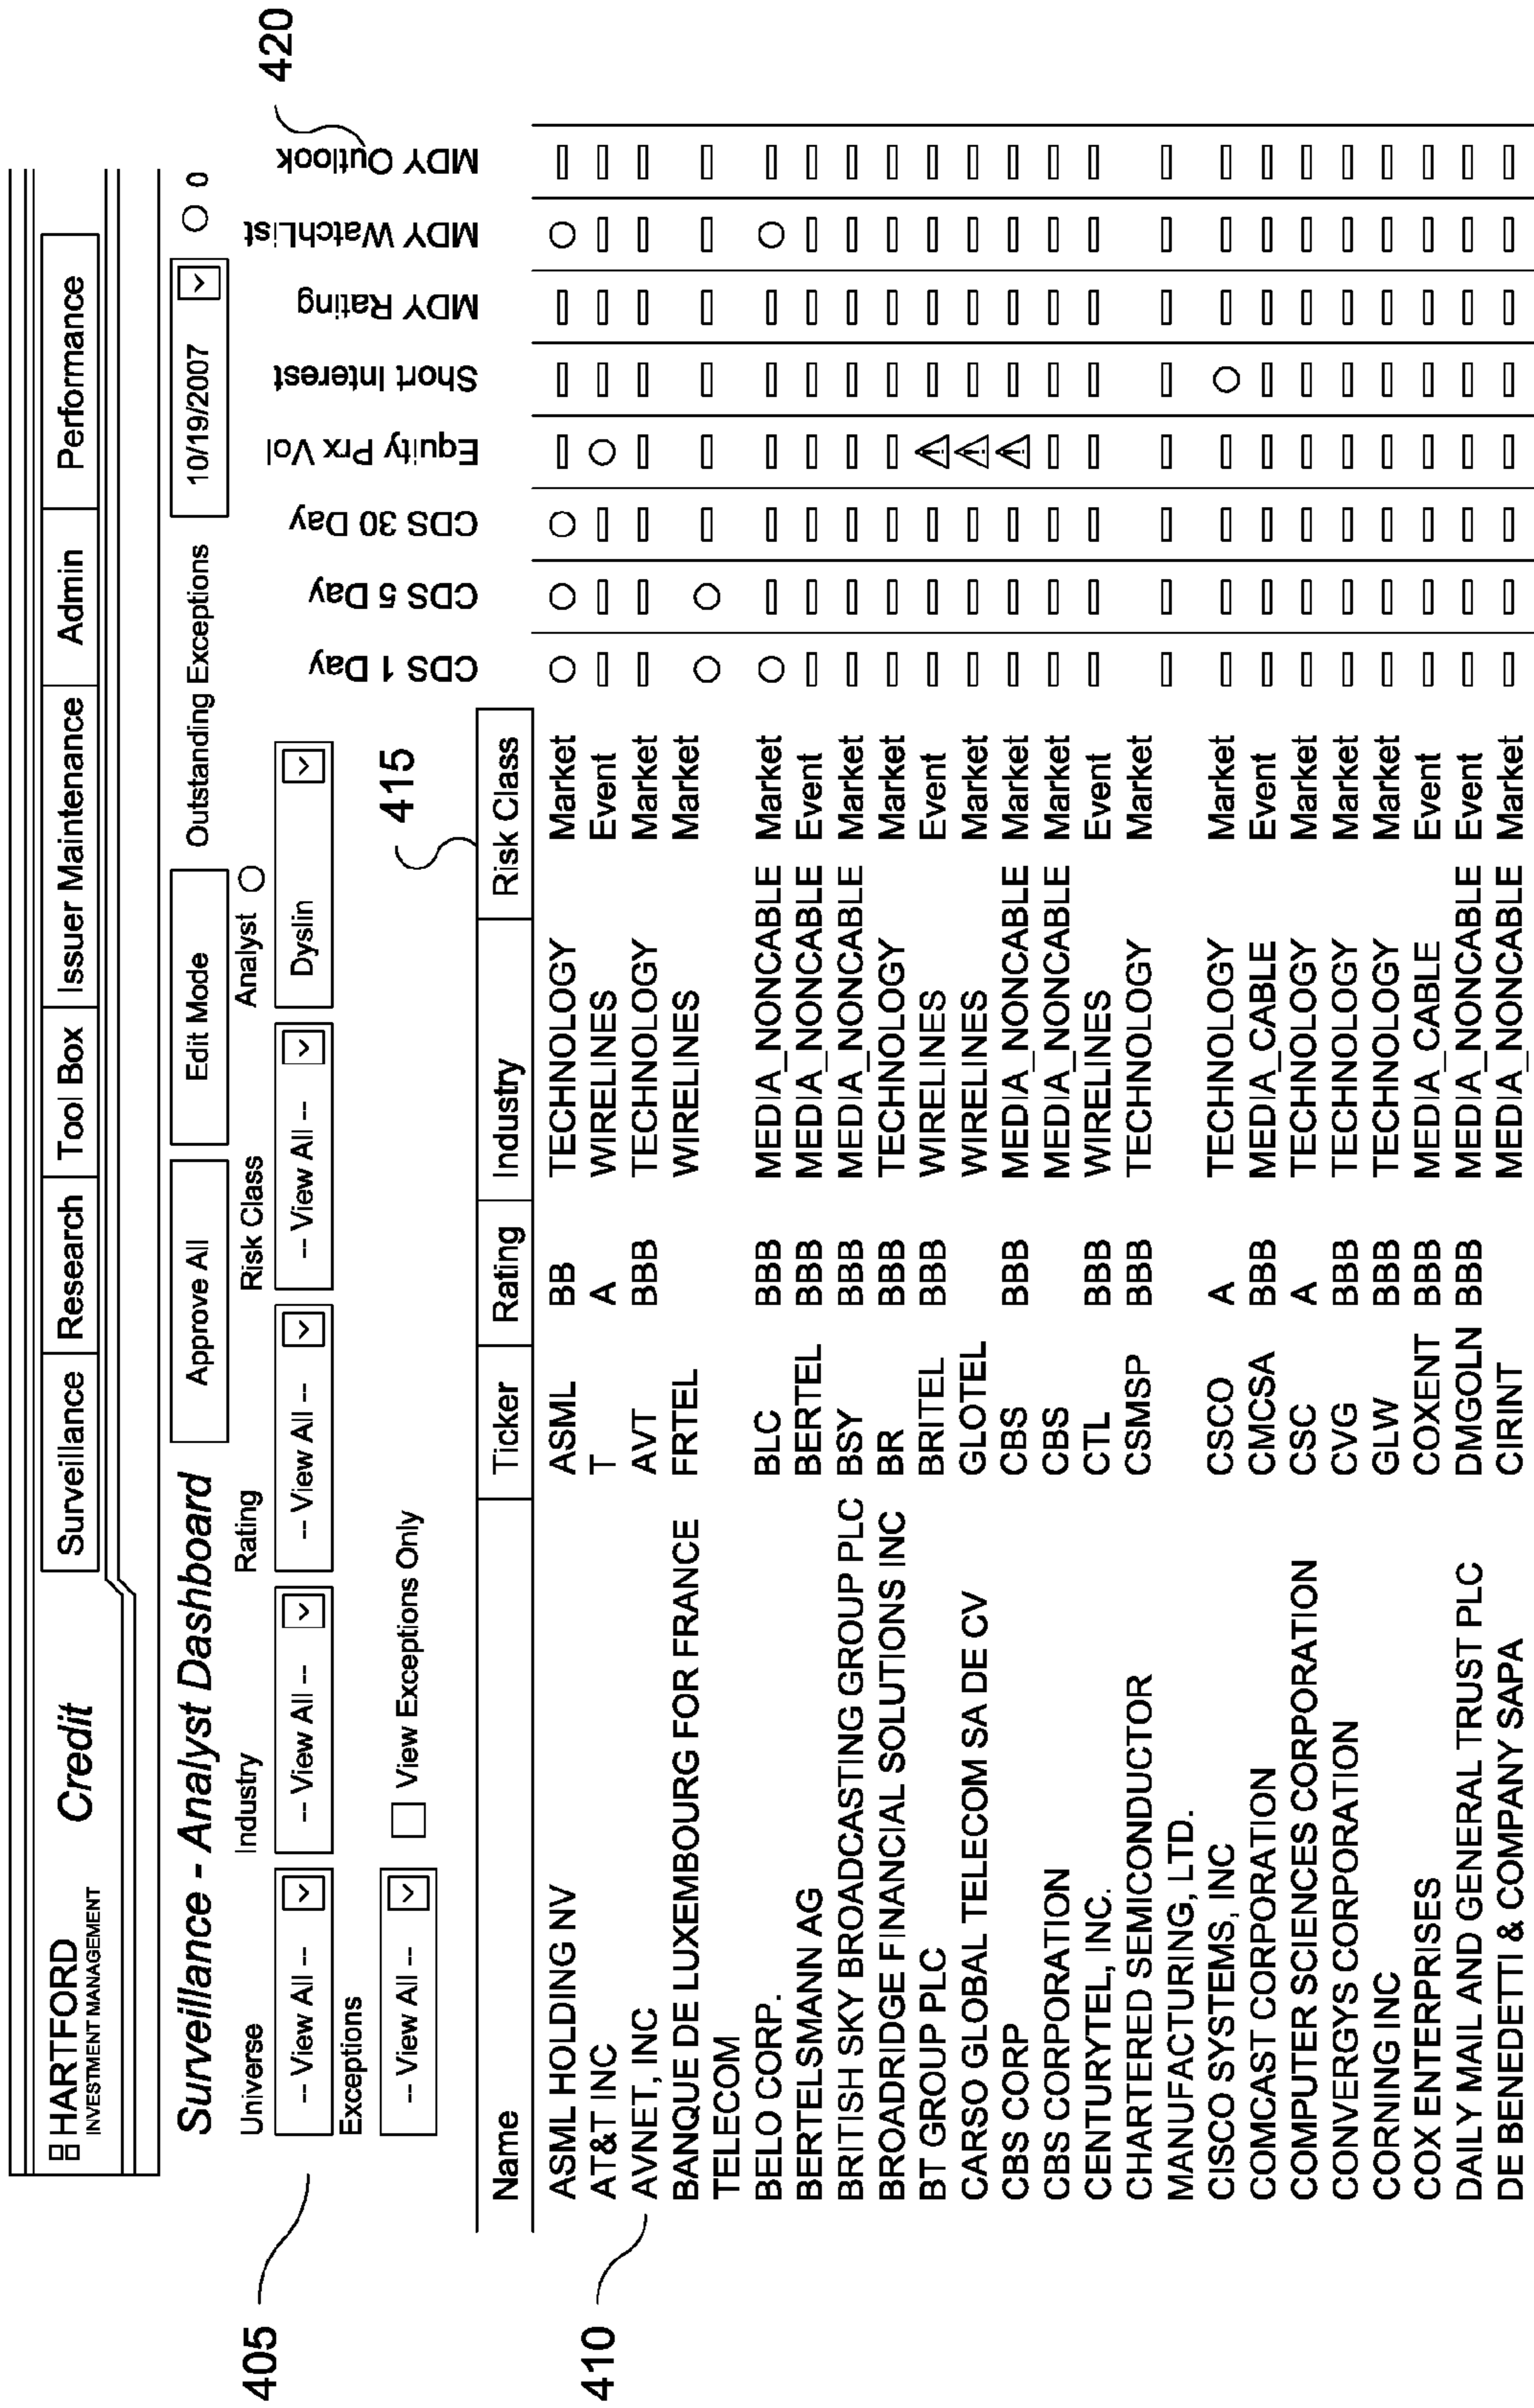 HARTFORD
INVESTMENT MANAGEMENT
Credit
Surveillance Research Tool Box Issuer Maintenance Admin Performance
Surveillance - Analyst Dashboard Approve All Edit Mode Outstanding Exceptions 10/19/2007 0
Universe Industry Rating Risk Class Analyst
-- View All -- -- View All -- -- View All -- -- View All -- Dyslin
Exceptions
-- View All -- View Exceptions Only
405
410
415
420
Name Ticker Rating Industry Risk Class CDS 1 Day CDS 5 Day CDS 30 Day Equity Prx Vol Short Interest MDY Rating MDY WatchList MDY Outlook
ASML HOLDING NV ASML BB TECHNOLOGY Market
AT&T INC T A WIRELINES Event
AVNET, INC AVT BBB TECHNOLOGY Market
BANQUE DE LUXEMBOURG FOR FRANCE FRTEL WIRELINES Market
TELECOM
BELO CORP. BLC BBB MEDIA_NONCABLE Market
BERTELSMANN AG BERTEL BBB MEDIA_NONCABLE Event
BRITISH SKY BROADCASTING GROUP PLC BSY BBB MEDIA_NONCABLE Market
BROADRIDGE FINANCIAL SOLUTIONS INC BR BBB TECHNOLOGY Market
BT GROUP PLC BRITEL BBB WIRELINES Event
CARSO GLOBAL TELECOM SA DE CV GLOTEL WIRELINES Market
CBS CORP CBS BBB MEDIA_NONCABLE Market
CBS CORPORATION CBS MEDIA_NONCABLE Market
CENTURYTEL, INC. CTL BBB WIRELINES Event
CHARTERED SEMICONDUCTOR CSMSP BBB TECHNOLOGY Market
MANUFACTURING, LTD.
CISCO SYSTEMS, INC CSCO A TECHNOLOGY Market
COMCAST CORPORATION CMCSA BBB MEDIA_CABLE Event
COMPUTER SCIENCES CORPORATION CSC A TECHNOLOGY Market
CONVERGYS CORPORATION CVG BBB TECHNOLOGY Market
CORNING INC GLW BBB TECHNOLOGY Market
COX ENTERPRISES COXENT BBB MEDIA_CABLE Event
DAILY MAIL AND GENERAL TRUST PLC DMGOLN BBB MEDIA_NONCABLE Event
DE BENEDETTI & COMPANY SAPA CIRINT MEDIA_NONCABLE Market